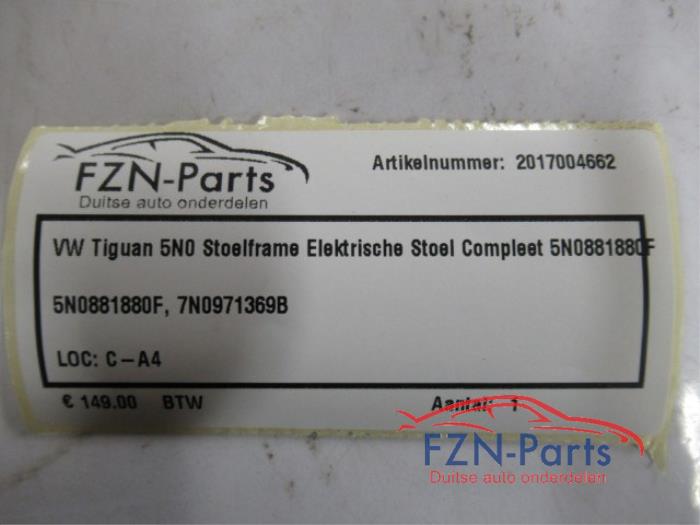 FZN-Parts
Duitse auto onderdelen
Artikelnummer: 2017004662
VW Tiguan 5N0 Stoelframe Elektrische Stoel Compleet 5N0881880F
5N0881880F, 7N0971369B
LOC: C-A4
€ 149.00 BTW
Aantal: 1
FZN-Parts
Duitse auto onderdelen